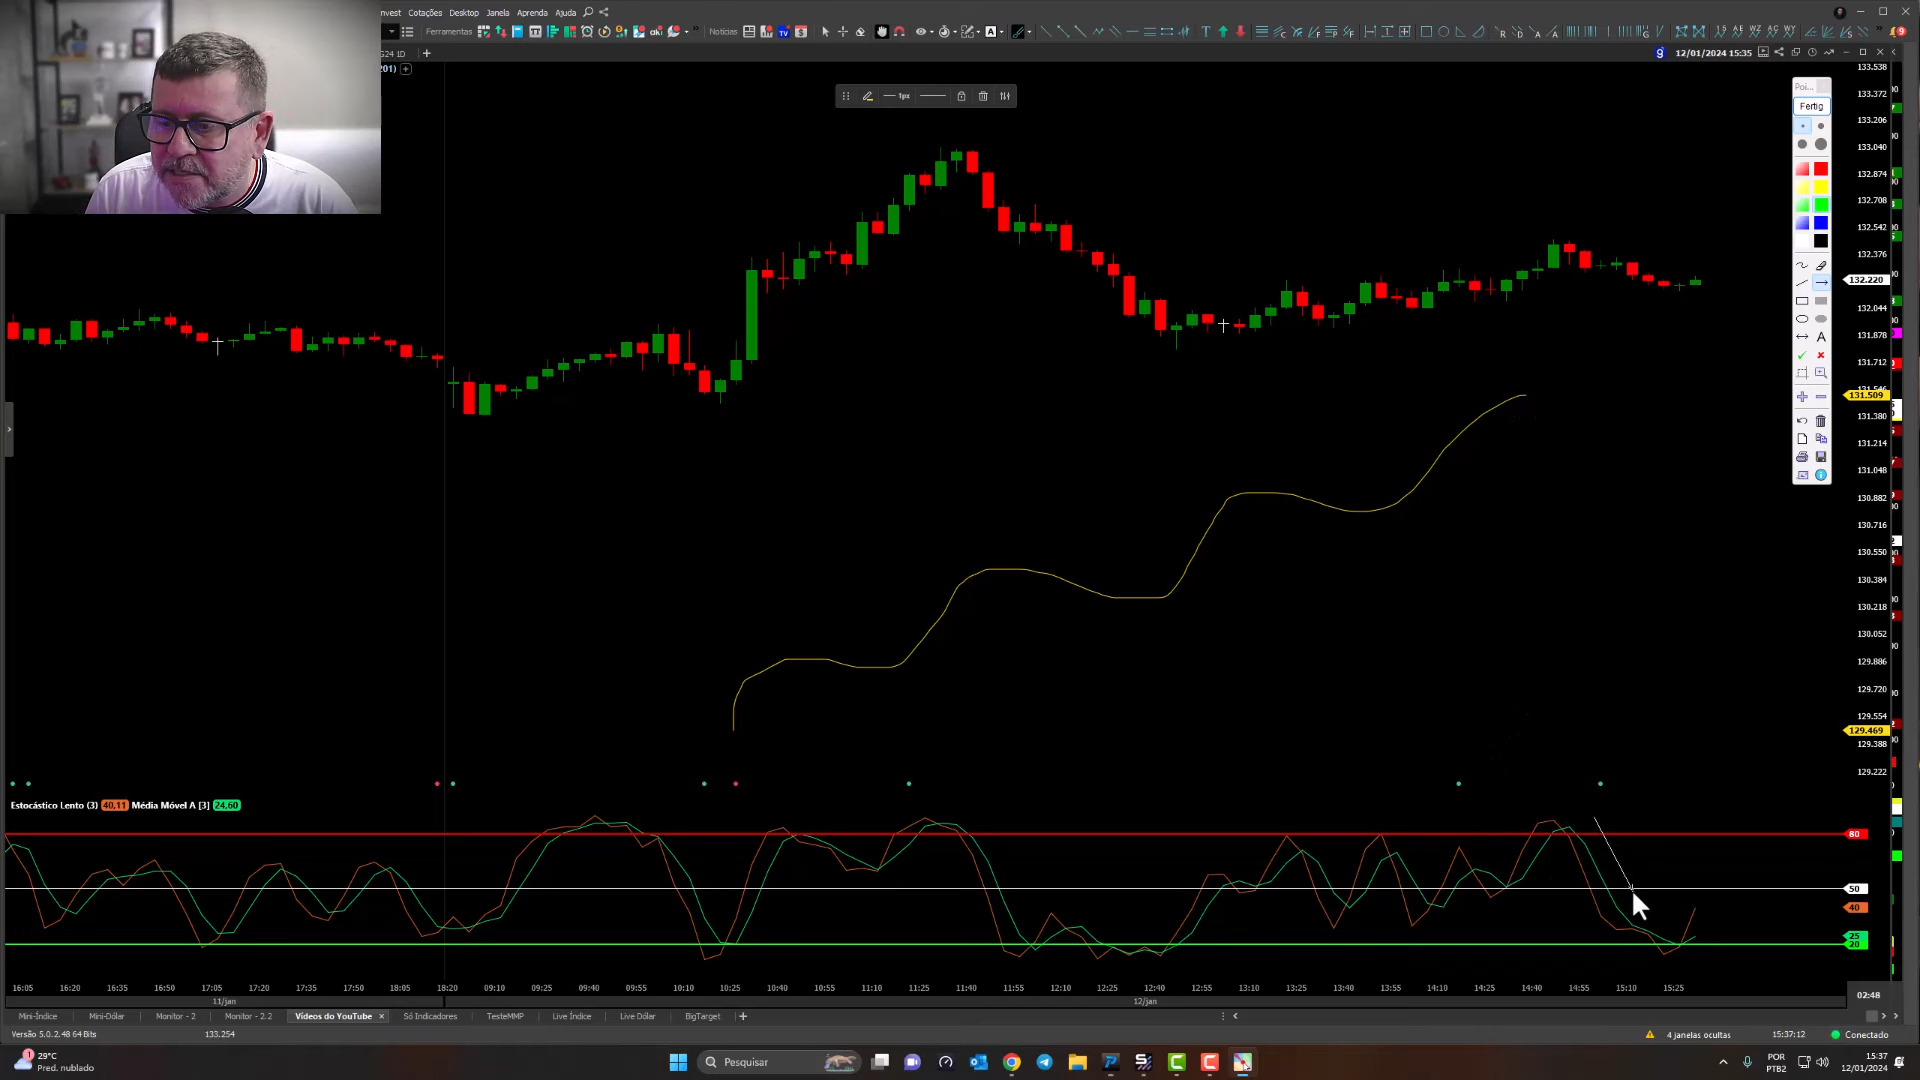 nvest Cotações Desktop Janela Aprenda Ajuda
Ferramentas
Notícias
1px
G24 1D
12/01/2024 15:35
201)
Poi...
Fertig
133.538
133.372
133.206
133.040
132.874
132.708
132.542
132.376
132.220
132.044
131.878
131.712
131.546
131.509
131.380
131.214
131.048
130.882
130.716
130.550
130.384
130.218
130.052
129.886
129.720
129.554
129.469
129.388
129.222
Estocástico Lento (3) 40,11 Média Móvel A [3] 24,60
80
50
40
25
20
16:05 16:20 16:35 16:50 17:05 17:20 17:35 17:50 18:05 18:20 09:10 09:25 09:40 09:55 10:10 10:25 10:40 10:55 11:10 11:25 11:40 11:55 12:10 12:25 12:40 12:55 13:10 13:25 13:40 13:55 14:10 14:25 14:40 14:55 15:10 15:25
11/jan 12/jan
02:48
Mini-Índice Mini-Dólar Monitor - 2 Monitor - 2.2 Vídeos do YouTube Só Indicadores TesteMMP Live Índice Live Dólar BigTarget
Versão 5.0.2.48 64 Bits 133.254 4 janelas ocultas 15:37:12 Conectado
29°C
Pred. nublado
Pesquisar
POR
PTB2
15:37
12/01/2024